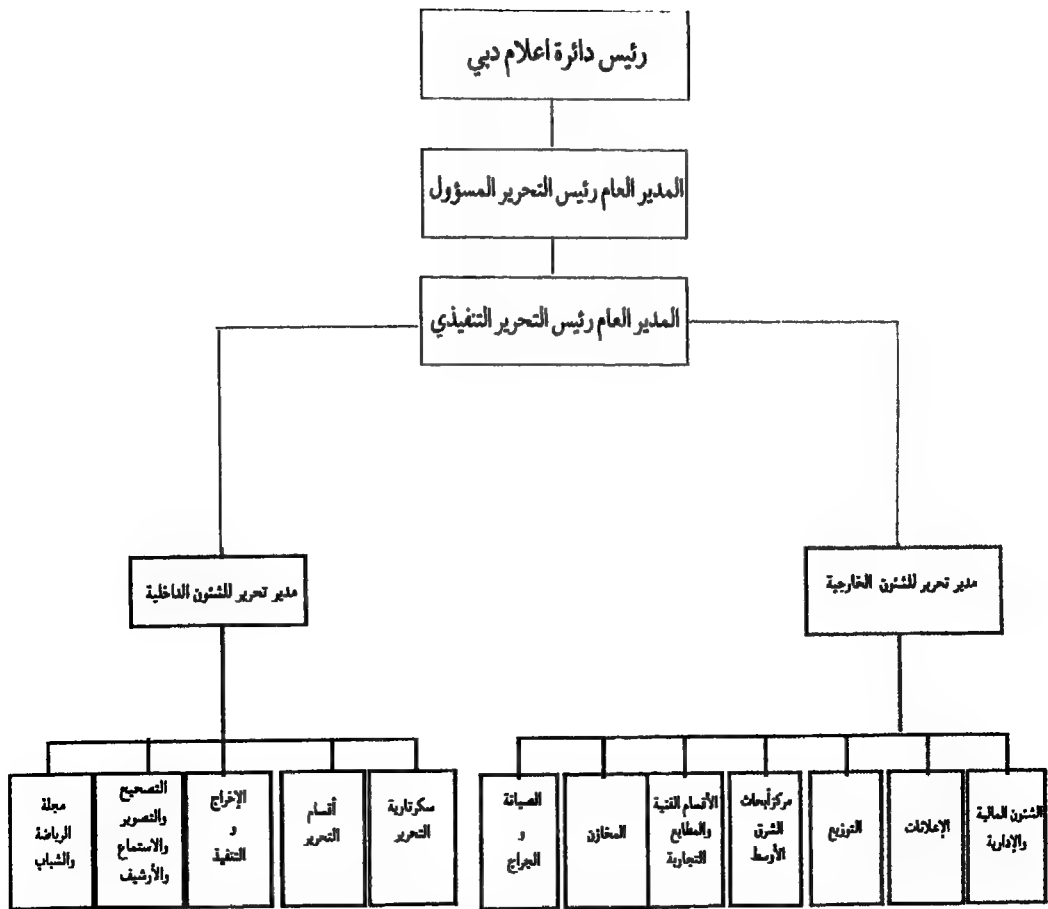 رئيس دائرة اعلام دبي
المدير العام رئيس التحرير المسؤول
المدير العام رئيس التحرير التنفيذي
مدير تحرير للشئون الخارجية
مدير تحرير للشئون الداخلية
الشئون المالية
والإدارية
الإعلانات
التوزيع
مركز أبحاث
الشرق
الأوسط
الأقسام الفنية
والمطابع
التجارية
المخازن
الصيانة
و
الجراج
سكرتارية
التحرير
أقسام
التحرير
الإخراج
و
التنفيذ
التصحيح
والتصوير
والاستماع
والأرشيف
مجلة
الرياضة
والشباب